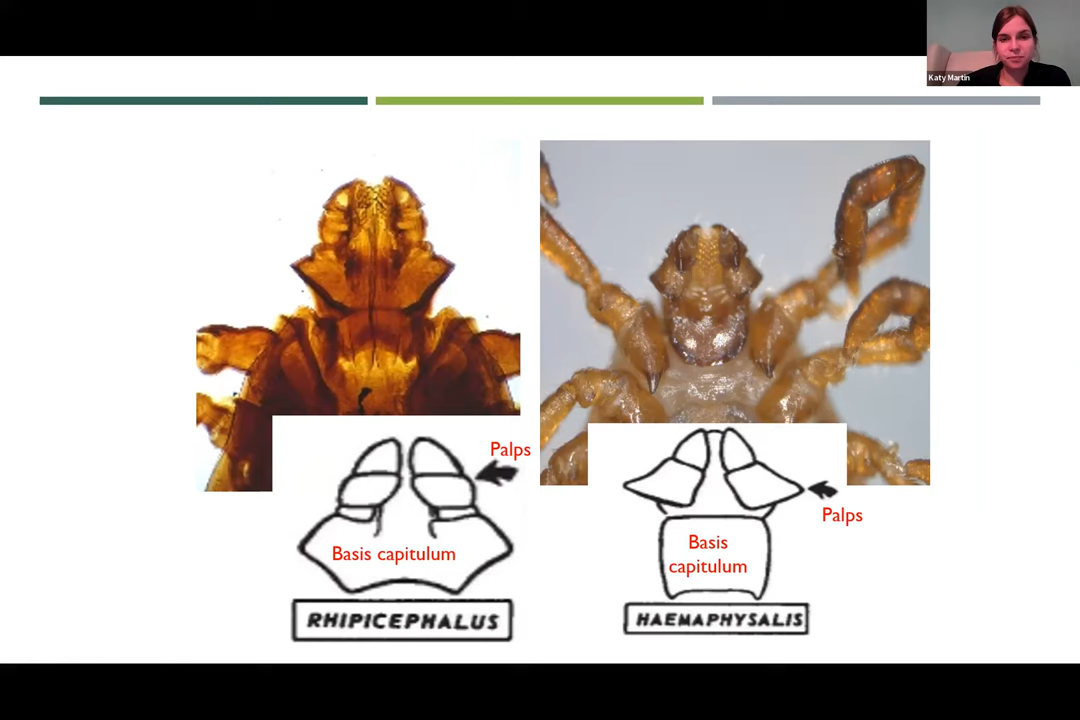 Katy Martin
Palps
Basis capitulum
RHIPICEPHALUS
Palps
Basis
capitulum
HAEMAPHYSALIS